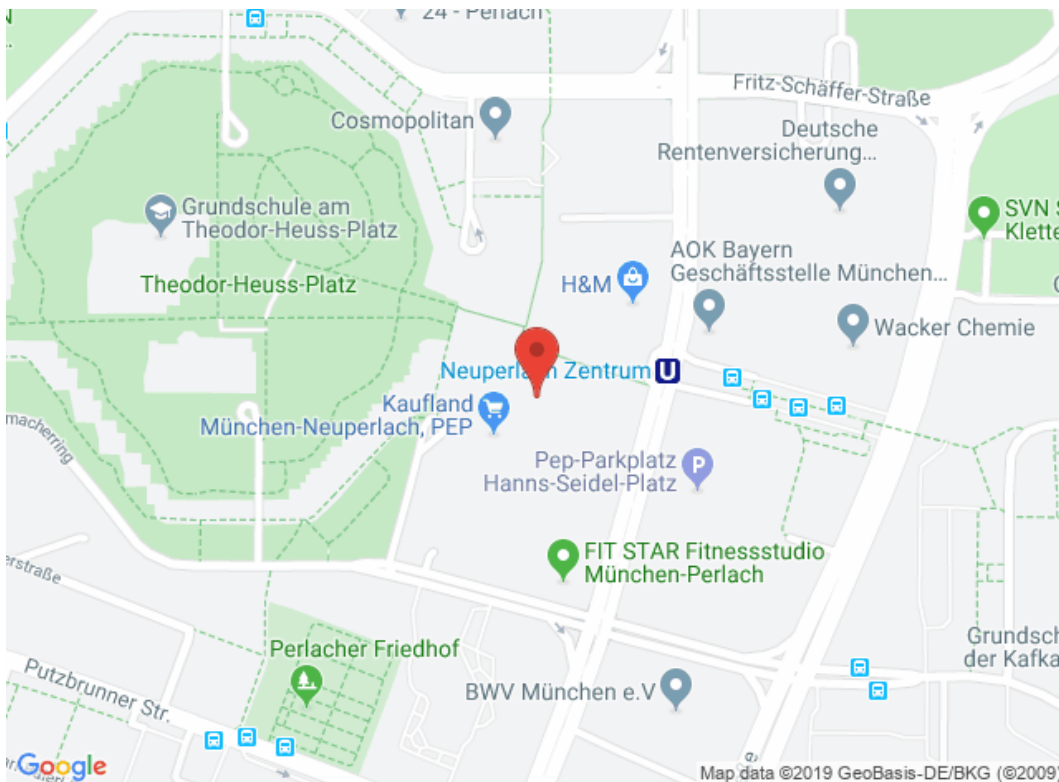 24 - Perlach
Fritz-Schäffer-Straße
Cosmopolitan
Deutsche
Rentenversicherung...
Grundschule am
Theodor-Heuss-Platz
SVN S
Klette
AOK Bayern
Geschäftsstelle München...
Theodor-Heuss-Platz
H&M
Wacker Chemie
Neuperlach Zentrum
U
Kaufland
München-Neuperlach, PEP
macherring
Pep-Parkplatz
Hanns-Seidel-Platz
P
FIT STAR Fitnessstudio
München-Perlach
erstraße
Perlacher Friedhof
Grundsch
der Kafka
Putzbrunner Str.
BWV München e.V
Google
Map data ©2019 GeoBasis-DE/BKG (©2009)